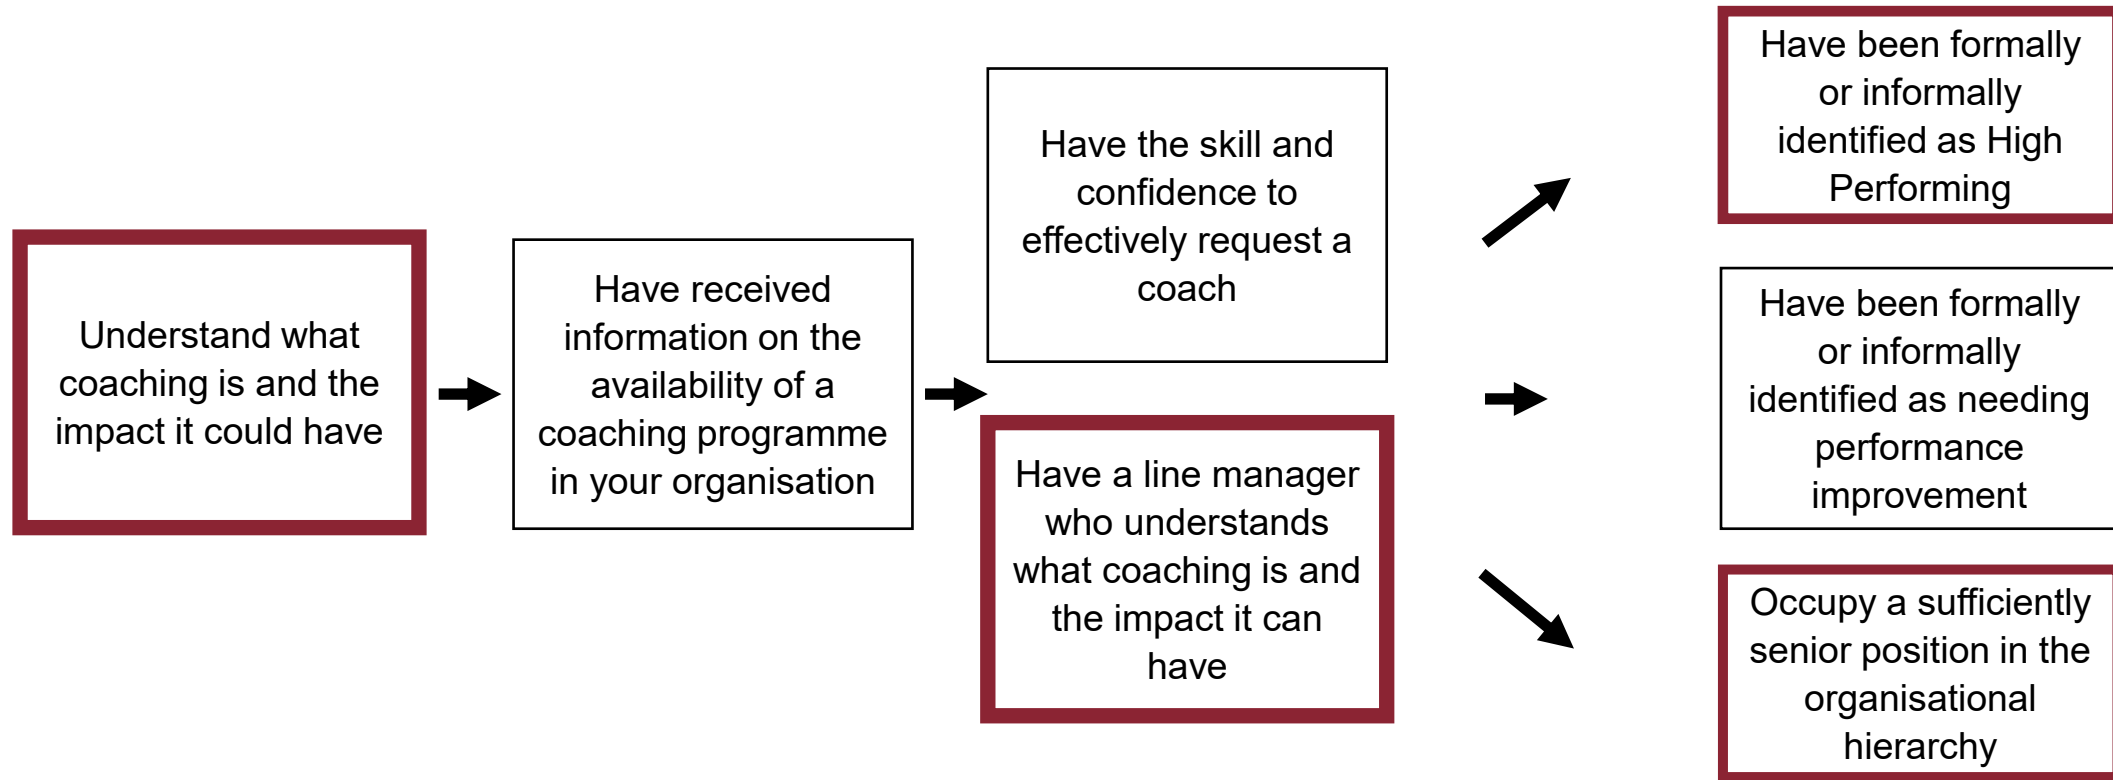 Understand what
coaching is and the
impact it could have
Have received
information on the
availability of a
coaching programme
in your organisation
Have the skill and
confidence to
effectively request a
coach
Have a line manager
who understands
what coaching is and
the impact it can
have
Have been formally
or informally
identified as High
Performing
Have been formally
or informally
identified as needing
performance
improvement
Occupy a sufficiently
senior position in the
organisational
hierarchy